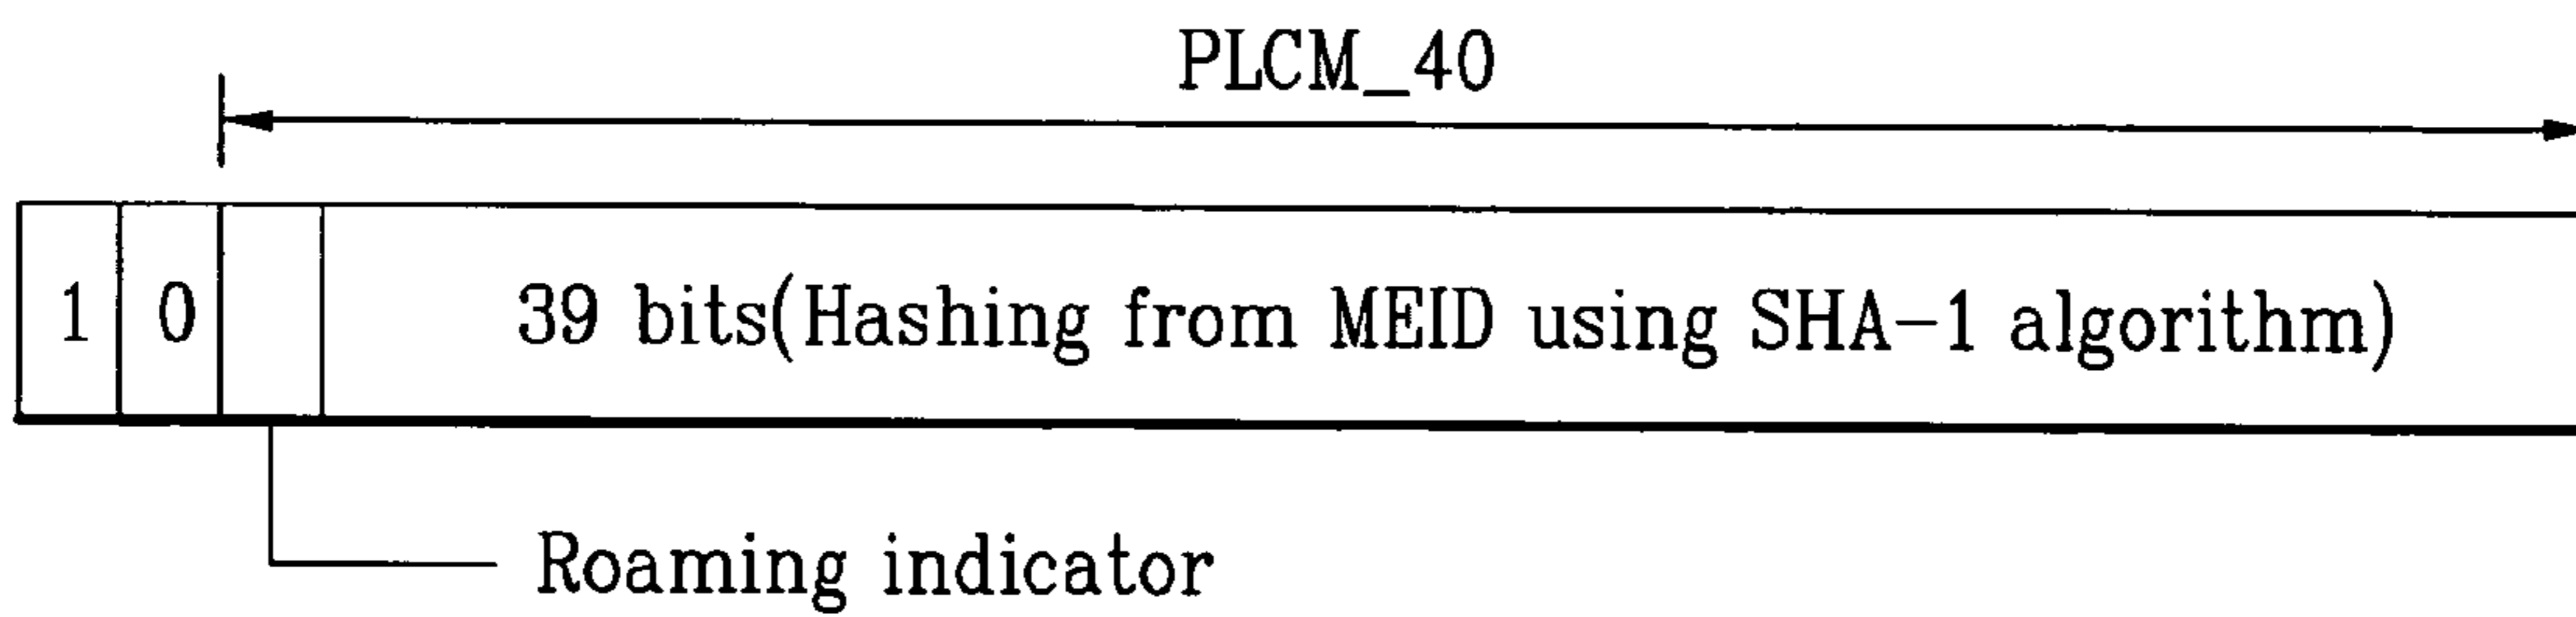 PLCM_40
1 0 39 bits(Hashing from MEID using SHA-1 algorithm)
Roaming indicator